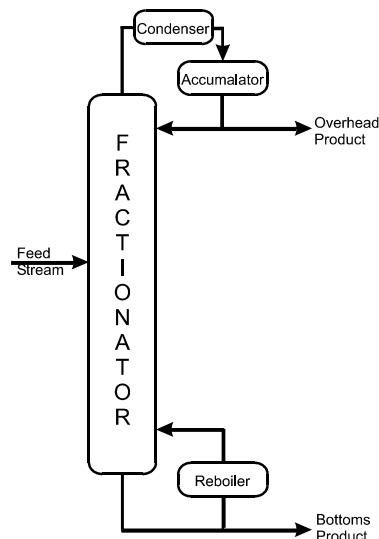 Condenser
Accumalator
Overhead
Product
F
R
A
C
T
I
O
N
A
T
O
R
Feed
Stream
Reboiler
Bottoms
Product